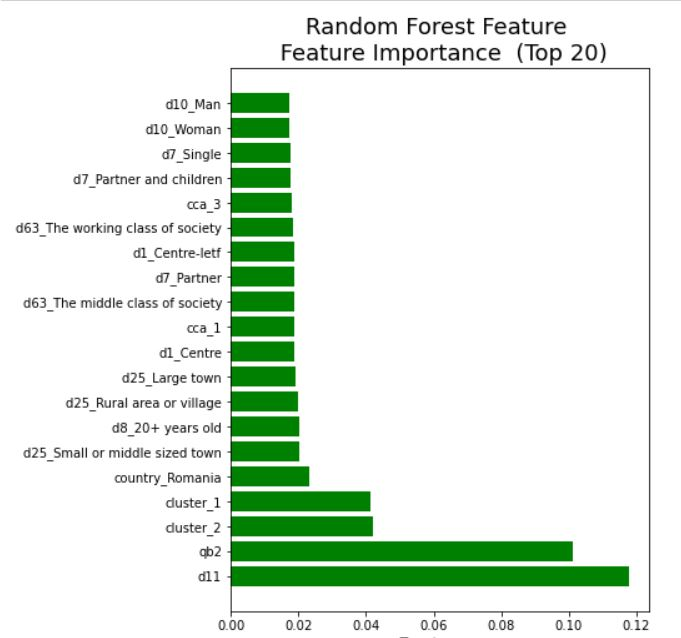 Random Forest Feature
Feature Importance (Top 20)
d10_Man
d10_Woman
d7_Single
d7_Partner and children
cca_3
d63_The working class of society
d1_Centre-letf
d7_Partner
d63_The middle class of society
cca_1
d1_Centre
d25_Large town
d25_Rural area or village
d8_20+ years old
d25_Small or middle sized town
country_Romania
cluster_1
cluster_2
qb2
d11
0.00 0.02 0.04 0.06 0.08 0.10 0.12